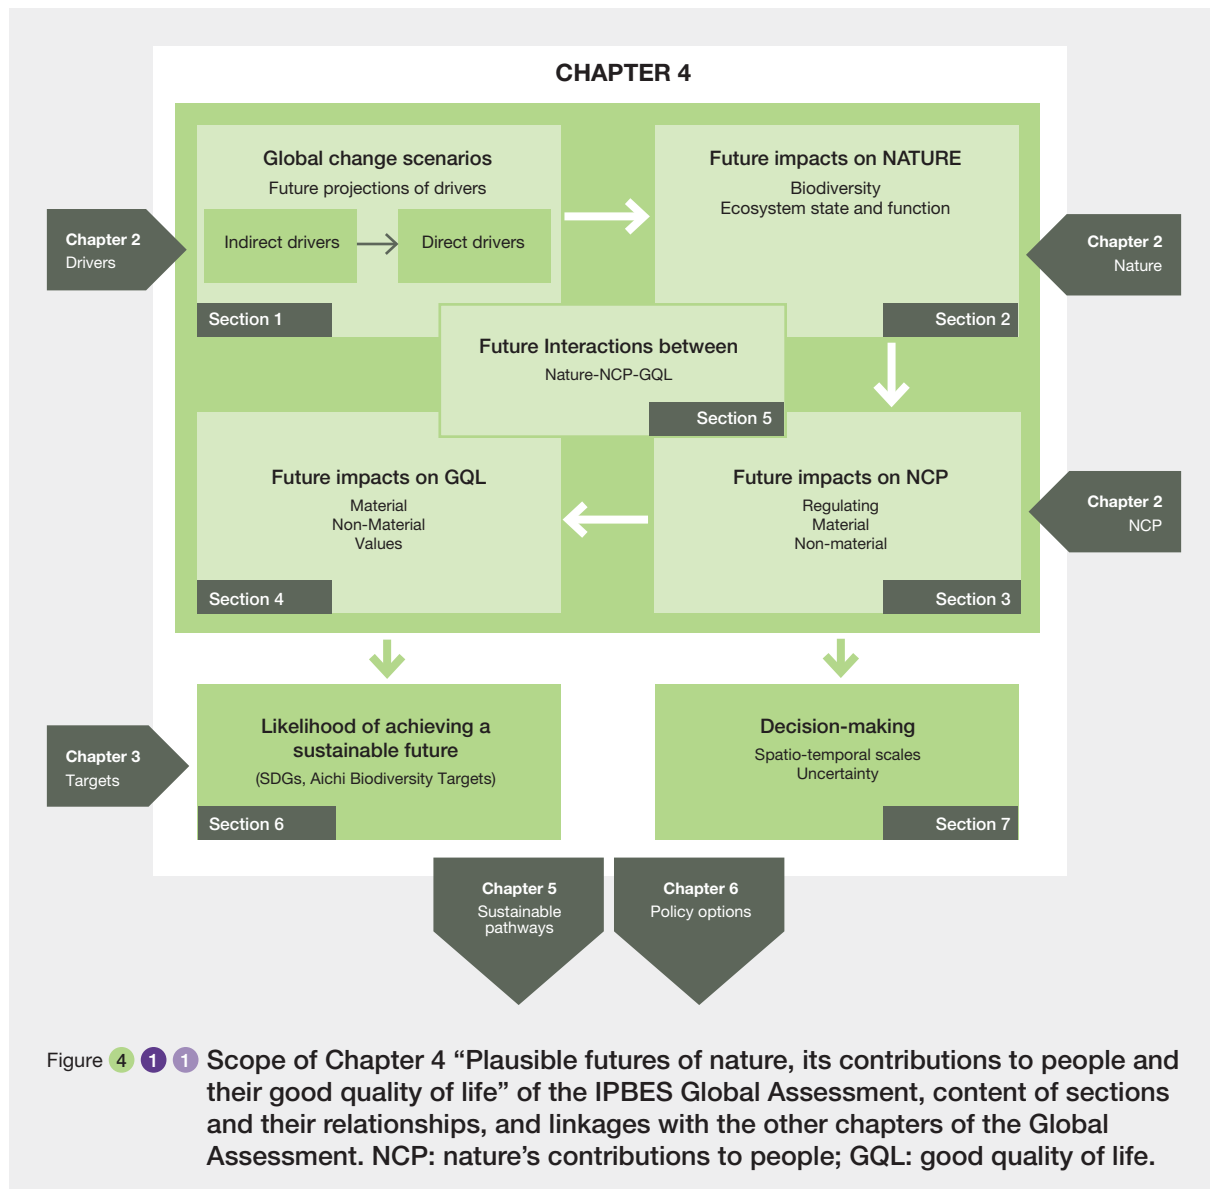 CHAPTER 4
Global change scenarios
Future projections of drivers
Indirect drivers
Direct drivers
Section 1
Future impacts on NATURE
Biodiversity
Ecosystem state and function
Section 2
Chapter 2
Drivers
Chapter 2
Nature
Future Interactions between
Nature-NCP-GQL
Section 5
Future impacts on GQL
Material
Non-Material
Values
Section 4
Future impacts on NCP
Regulating
Material
Non-material
Section 3
Chapter 2
NCP
Likelihood of achieving a
sustainable future
(SDGs, Aichi Biodiversity Targets)
Section 6
Decision-making
Spatio-temporal scales
Uncertainty
Section 7
Chapter 3
Targets
Chapter 5
Sustainable
pathways
Chapter 6
Policy options
Figure 4 1 1 Scope of Chapter 4 “Plausible futures of nature, its contributions to people and
their good quality of life” of the IPBES Global Assessment, content of sections
and their relationships, and linkages with the other chapters of the Global
Assessment. NCP: nature’s contributions to people; GQL: good quality of life.